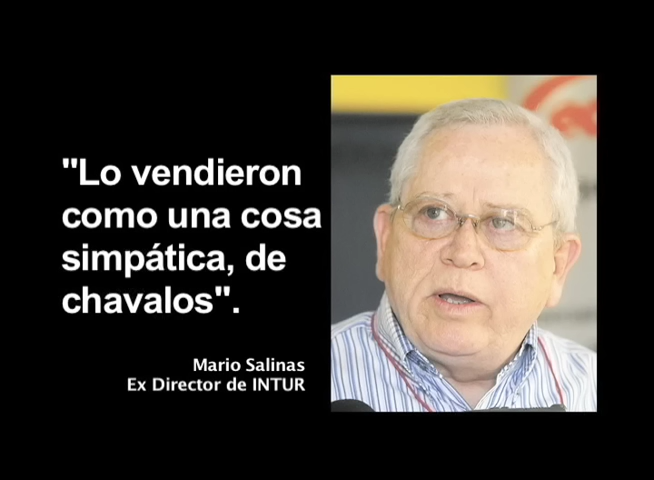 "Lo vendieron
como una cosa
simpática, de
chavalos".
Mario Salinas
Ex Director de INTUR